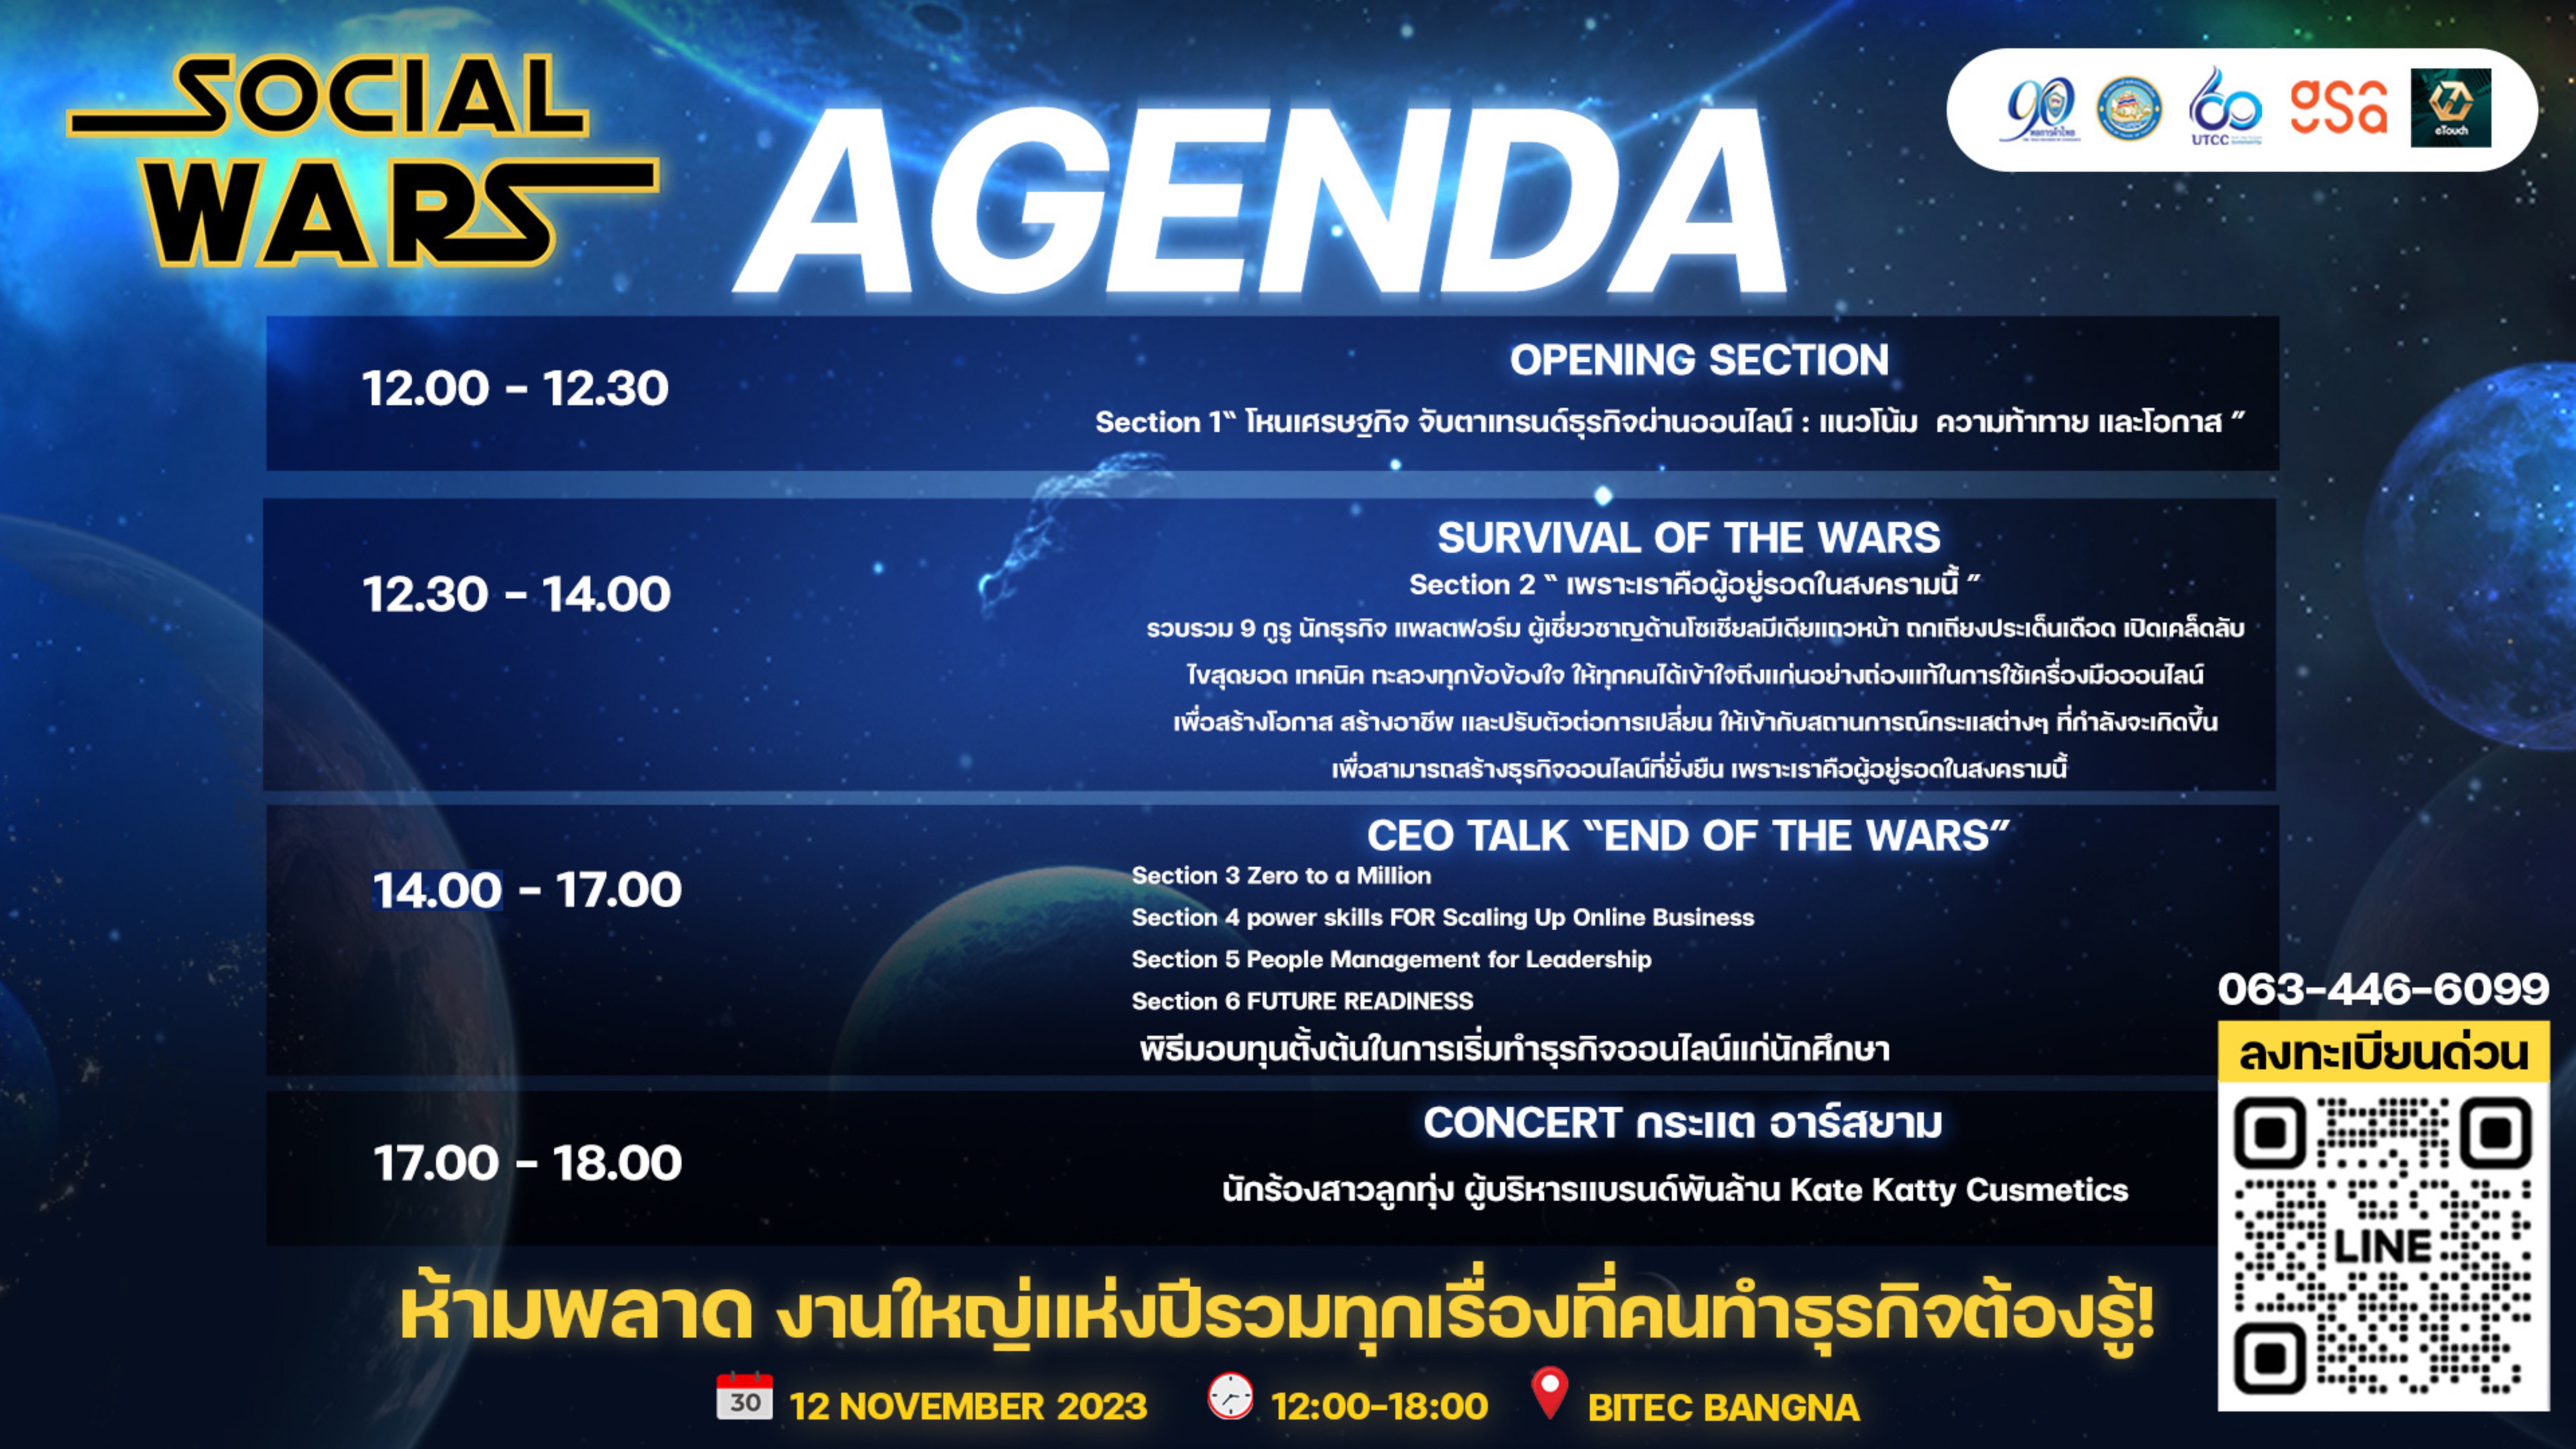 SOCIAL
WARS
AGENDA
90
หอการค้าไทย
60
UTCC
gsa
eTouch
12.00 - 12.30
OPENING SECTION
Section 1“ โหนเศรษฐกิจ จับตาเทรนด์ธุรกิจผ่านออนไลน์ : แนวโน้ม ความท้าทาย และโอกาส ”
12.30 - 14.00
SURVIVAL OF THE WARS
Section 2 “ เพราะเราคือผู้อยู่รอดในสงครามนี้ ”
รวบรวม 9 กูรู นักธุรกิจ แพลตฟอร์ม ผู้เชี่ยวชาญด้านโซเชียลมีเดียแถวหน้า ถกเถียงประเด็นเดือด เปิดเคล็ดลับ
ไขสุดยอด เทคนิค ทะลวงทุกข้อข้องใจ ให้ทุกคนได้เข้าใจถึงแก่นอย่างถ่องแท้ในการใช้เครื่องมือออนไลน์
เพื่อสร้างโอกาส สร้างอาชีพ และปรับตัวต่อการเปลี่ยน ให้เข้ากับสถานการณ์กระแสต่างๆ ที่กำลังจะเกิดขึ้น
เพื่อสามารถสร้างธุรกิจออนไลน์ที่ยั่งยืน เพราะเราคือผู้อยู่รอดในสงครามนี้
14.00 - 17.00
CEO TALK “END OF THE WARS”
Section 3 Zero to a Million
Section 4 power skills FOR Scaling Up Online Business
Section 5 People Management for Leadership
Section 6 FUTURE READINESS
พิธีมอบทุนตั้งต้นในการเริ่มทำธุรกิจออนไลน์แก่นักศึกษา
17.00 - 18.00
CONCERT กระแต อาร์สยาม
นักร้องสาวลูกทุ่ง ผู้บริหารแบรนด์พันล้าน Kate Katty Cusmetics
063-446-6099
ลงทะเบียนด่วน
LINE
ห้ามพลาด งานใหญ่แห่งปีรวมทุกเรื่องที่คนทำธุรกิจต้องรู้!
30
12 NOVEMBER 2023
12:00-18:00
BITEC BANGNA